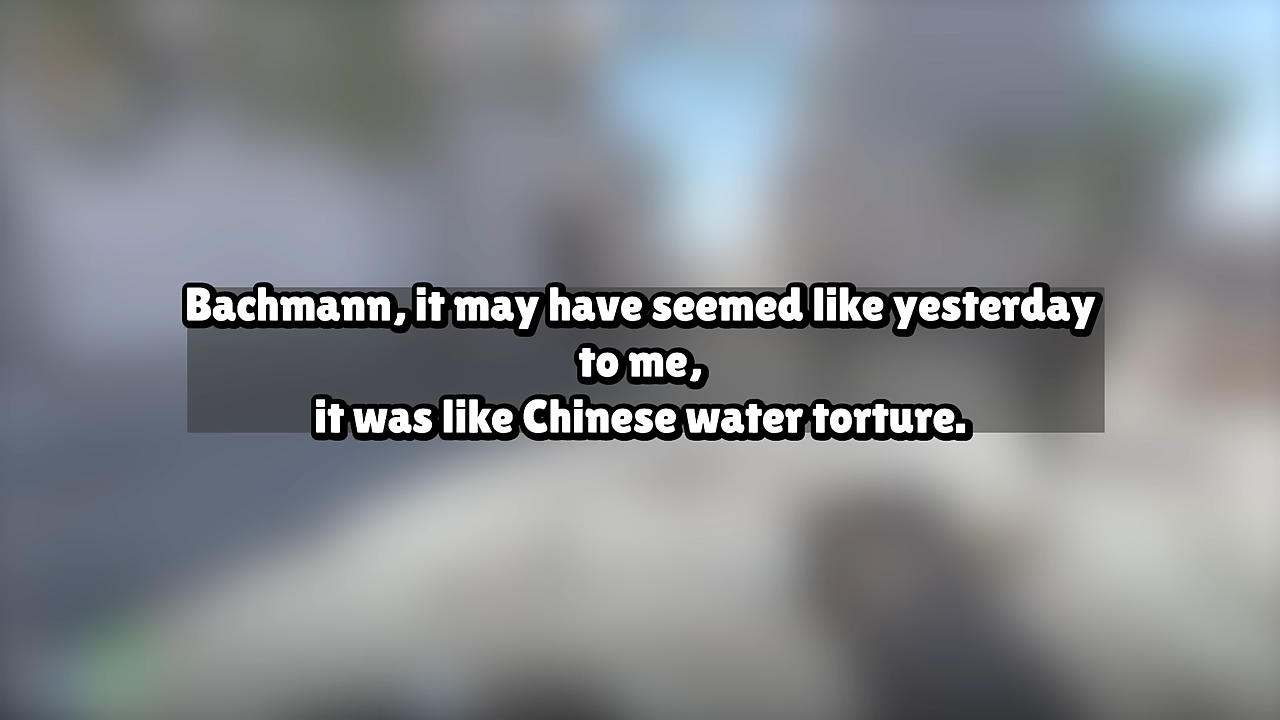 Bachmann, it may have seemed like yesterday
to me,
it was like Chinese water torture.